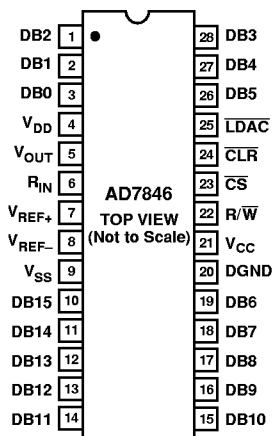 DB2 1 28 DB3
DB1 2 27 DB4
DB0 3 26 DB5
VDD 4 25 L̅D̅A̅C̅
VOUT 5 24 C̅L̅R̅
RIN 6 23 C̅S̅
VREF+ 7 22 R/W̅
VREF– 8 21 VCC
VSS 9 20 DGND
DB15 10 19 DB6
DB14 11 18 DB7
DB13 12 17 DB8
DB12 13 16 DB9
DB11 14 15 DB10
AD7846
TOP VIEW
(Not to Scale)